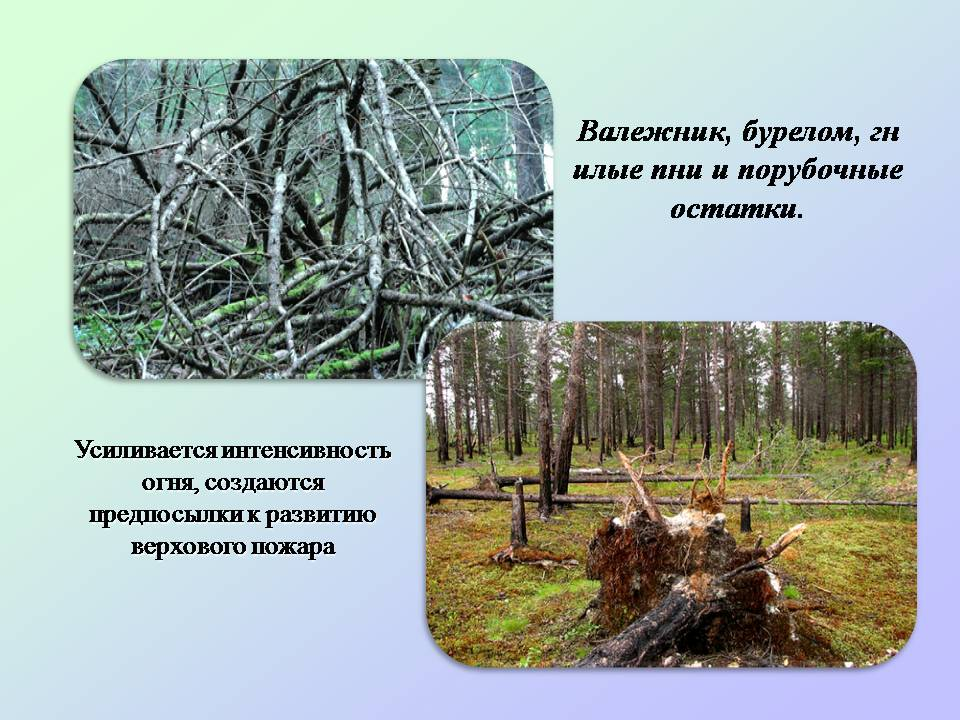 Валежник, бурелом, гн
илые пни и порубочные
остатки.
Усиливается интенсивность
огня, создаются
предпосылки к развитию
верхового пожара